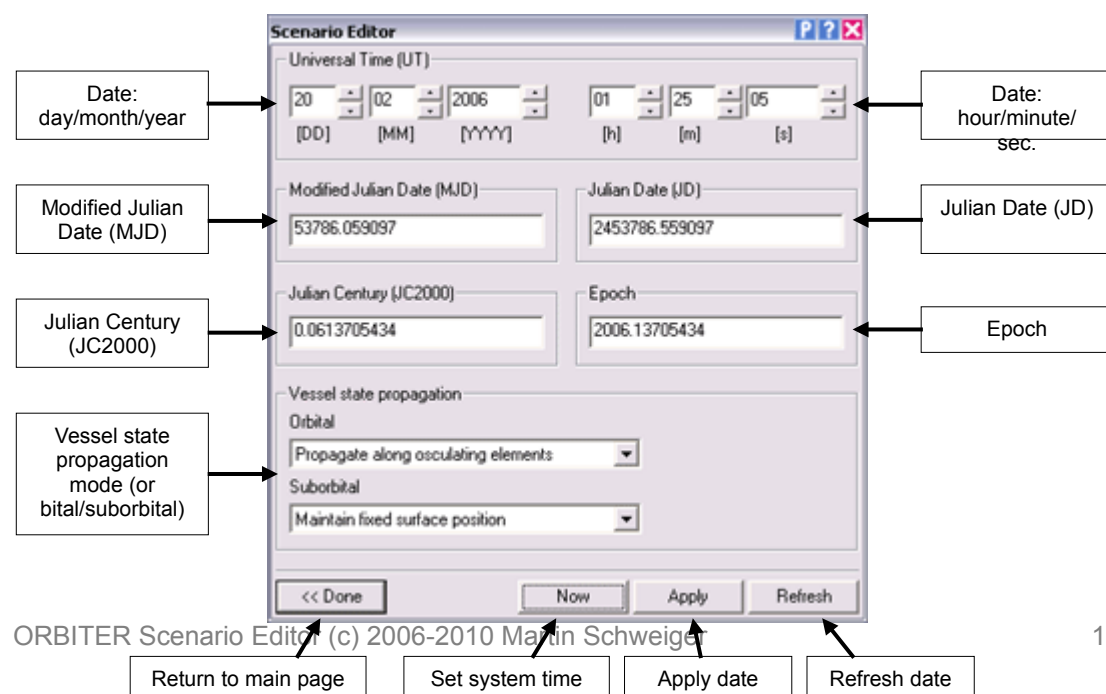 Scenario Editor
P ?
Universal Time (UT)
Date:
day/month/year
20 02 2006 01 25 05
[DD] [MM] [YYYY] [h] [m] [s]
Date:
hour/minute/
sec.
Modified Julian
Date (MJD)
Modified Julian Date (MJD)
53786.059097
Julian Date (JD)
2453786.559097
Julian Date (JD)
Julian Century
(JC2000)
Julian Century (JC2000)
0.0613705434
Epoch
2006.13705434
Epoch
Vessel state
propagation
mode (or
bital/suborbital)
Vessel state propagation
Orbital
Propagate along osculating elements
Suborbital
Maintain fixed surface position
<< Done Now Apply Refresh
ORBITER Scenario Editor (c) 2006-2010 Martin Schweiger 1
Return to main page
Set system time
Apply date
Refresh date